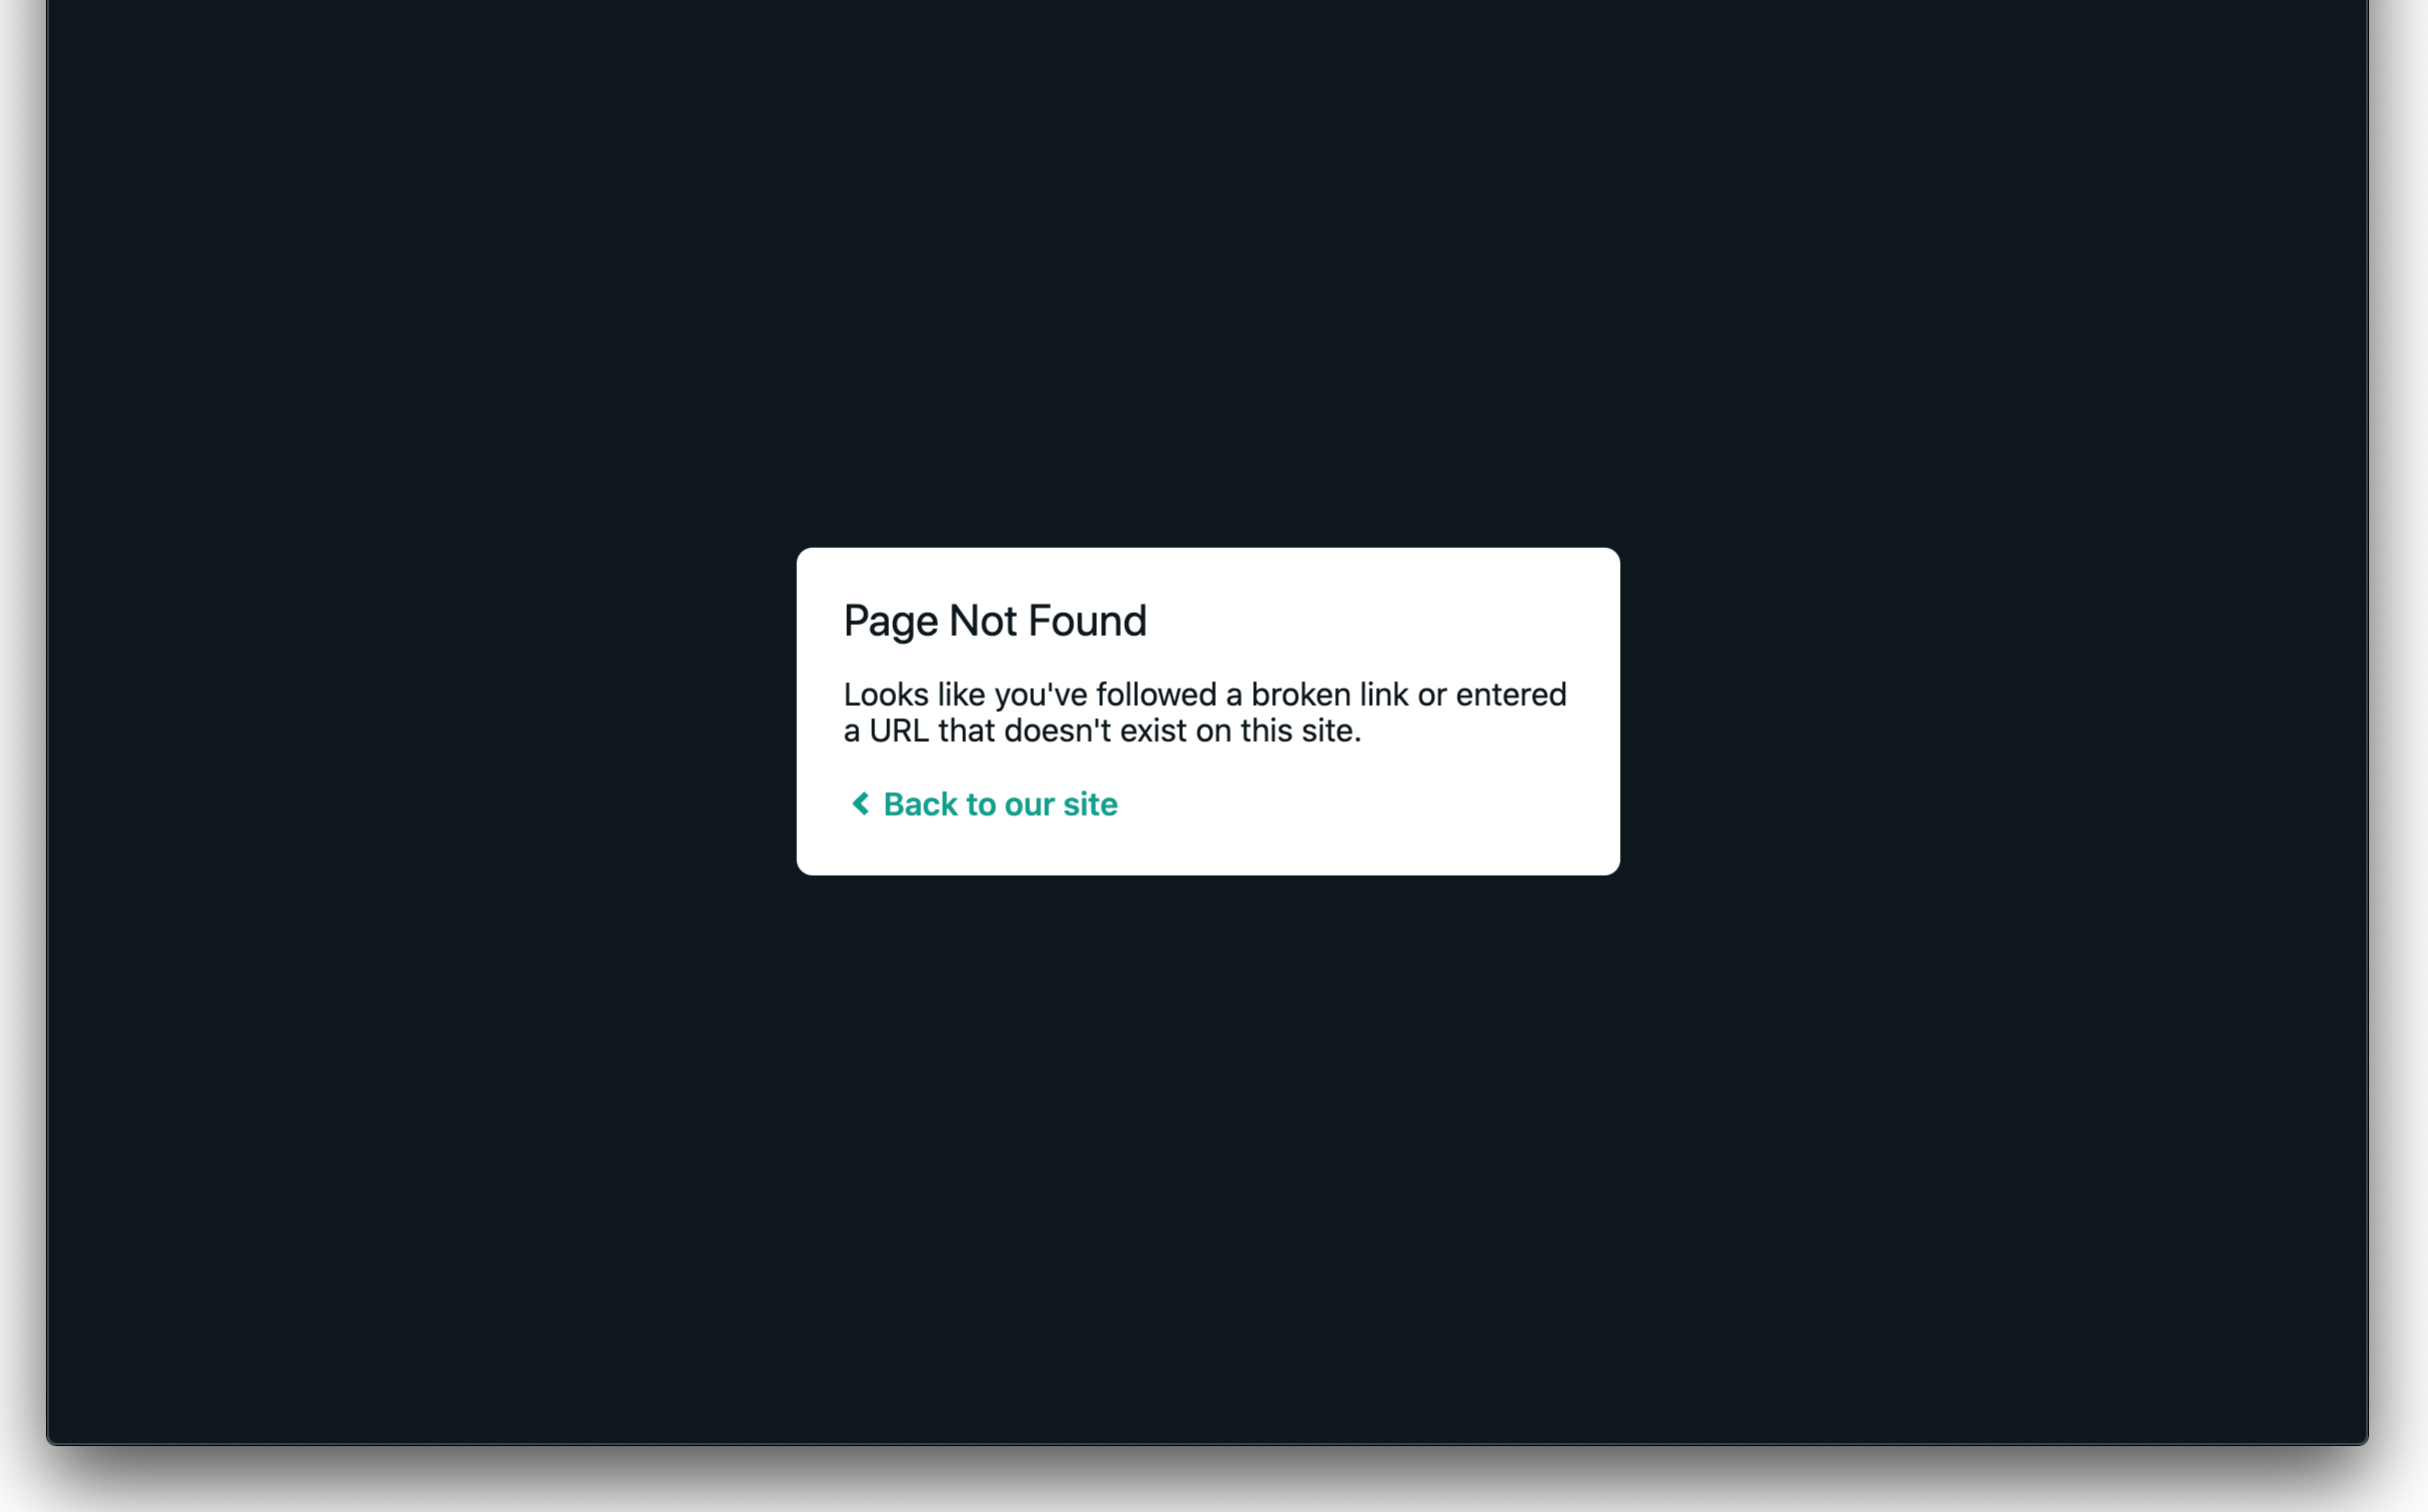 Page Not Found
Looks like you've followed a broken link or entered
a URL that doesn't exist on this site.
Back to our site